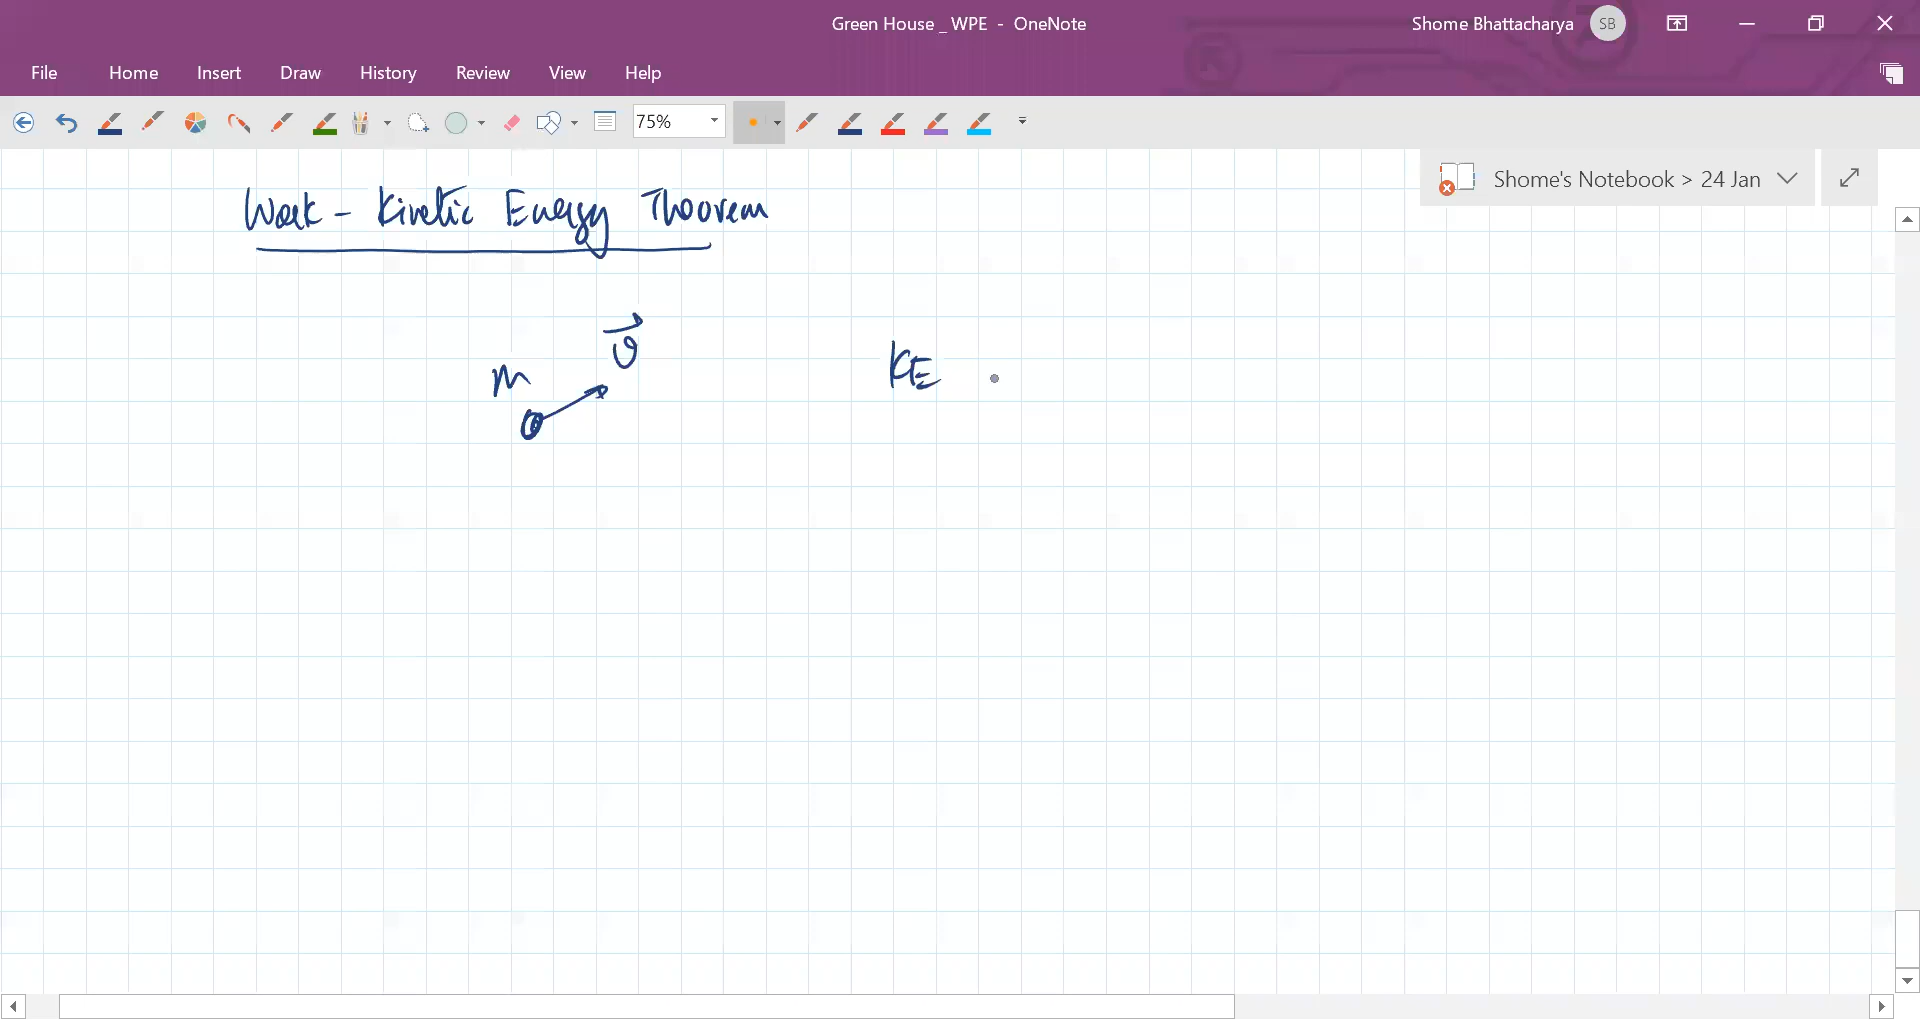 Green House _ WPE - OneNote
Shome Bhattacharya SB
File Home Insert Draw History Review View Help
75%
Shome's Notebook > 24 Jan
Work - Kinetic Energy Theorem
v
m
KE